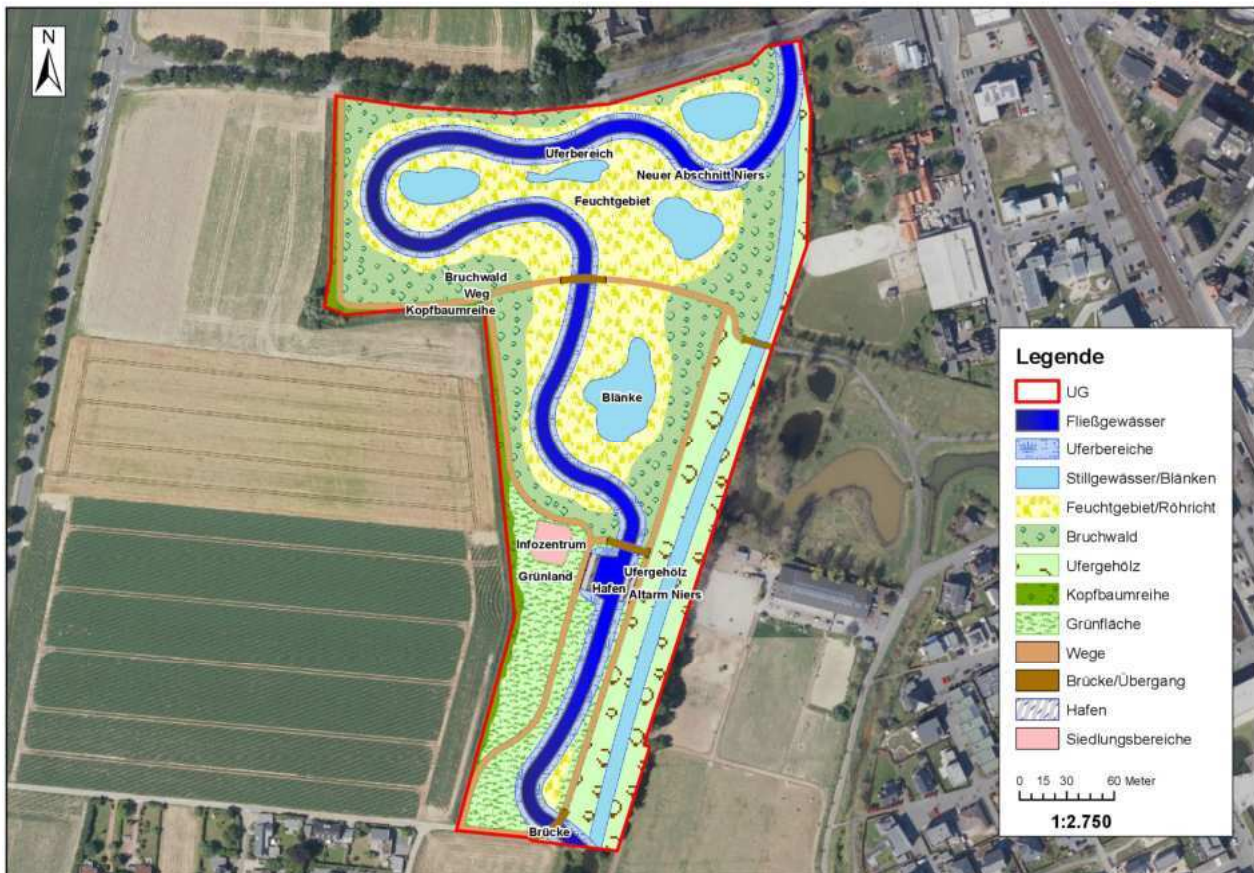 N
Uferbereich
Neuer Abschnitt Niers
Feuchtgebiet
Bruchwald
Weg
Kopfbaumreihe
Blänke
Infozentrum
Grünland
Ufergehölz
Hafen
Altarm Niers
Brücke
Legende
UG
Fließgewässer
Uferbereiche
Stillgewässer/Blänken
Feuchtgebiet/Röhricht
Bruchwald
Ufergehölz
Kopfbaumreihe
Grünfläche
Wege
Brücke/Übergang
Hafen
Siedlungsbereiche
0 15 30 60 Meter
1:2.750